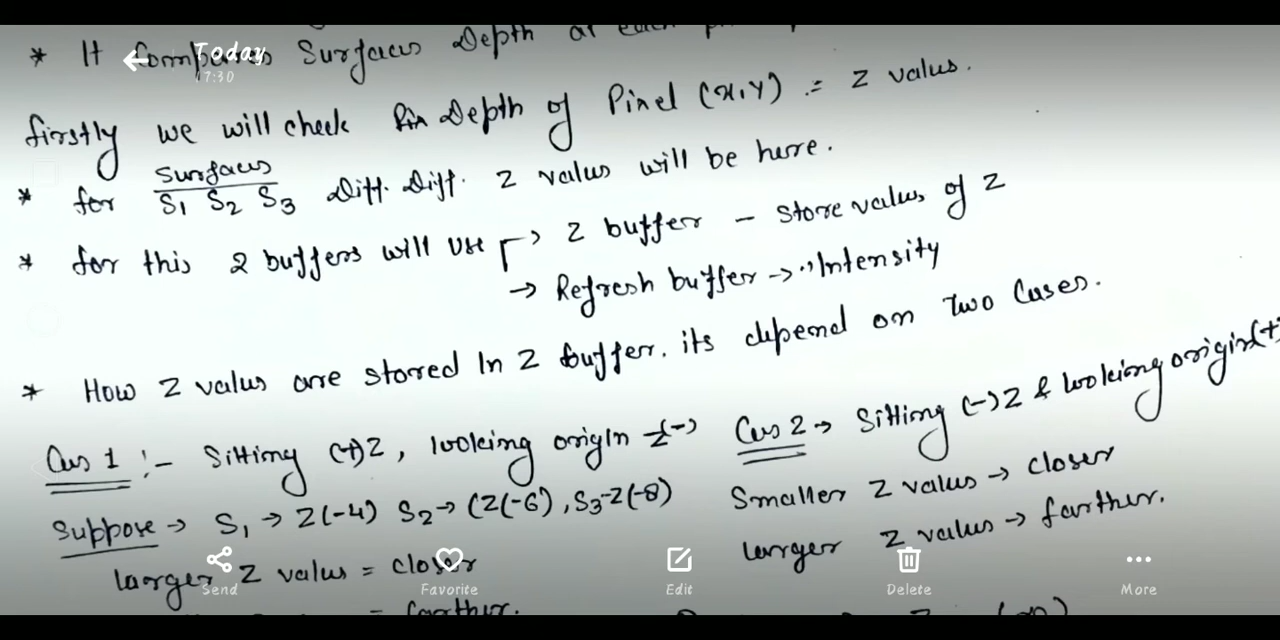 * It Compares Surfaces Depth at each
← Today
17:30
firstly we will check Depth of Pixel (x,y) := Z values.
* for surfaces S1 S2 S3 Diff. Diff. Z values will be here.
* for this 2 buffers will use → Z buffer – store values of Z
→ Refresh buffer → '' Intensity
* How Z values are stored In Z buffer. its depend on Two Cases.
Cas 1 :- Sitting (+)Z, looking origin Z(-)
Suppose → S1 → Z(-4) S2 → (Z(-6), S3-Z(-8)
larger Z value = closer
= farther.
Cas 2 → Sitting (-)Z & looking origin(+)
Smaller Z values → closer
larger Z values → farther.
Send
Favorite
Edit
Delete
More